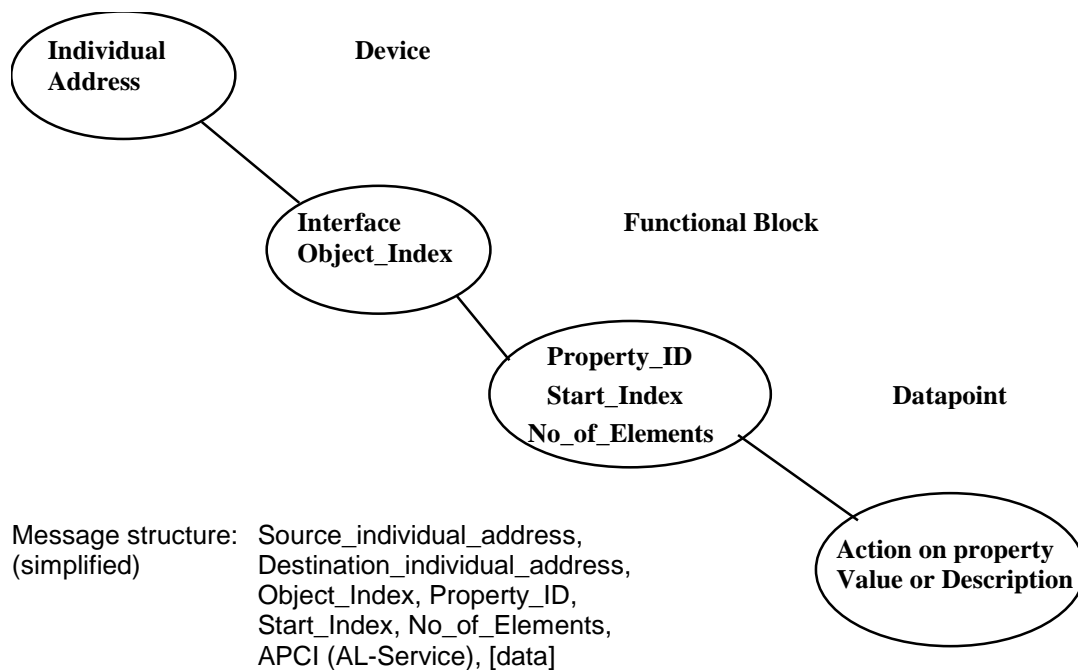 Individual
Address
Device
Interface
Object_Index
Functional Block
Property_ID
Start_Index
No_of_Elements
Datapoint
Action on property
Value or Description
Message structure: Source_individual_address,
(simplified) Destination_individual_address,
Object_Index, Property_ID,
Start_Index, No_of_Elements,
APCI (AL-Service), [data]